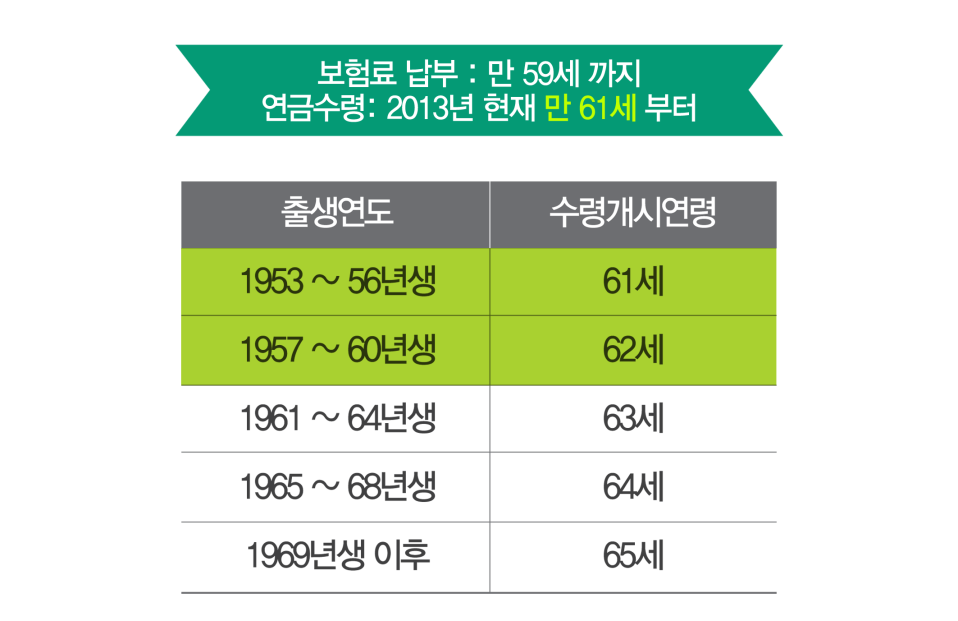 보험료 납부 : 만 59세 까지
연금수령: 2013년 현재 만 61세 부터
출생연도 수령개시연령
1953 ~ 56년생 61세
1957 ~ 60년생 62세
1961 ~ 64년생 63세
1965 ~ 68년생 64세
1969년생 이후 65세